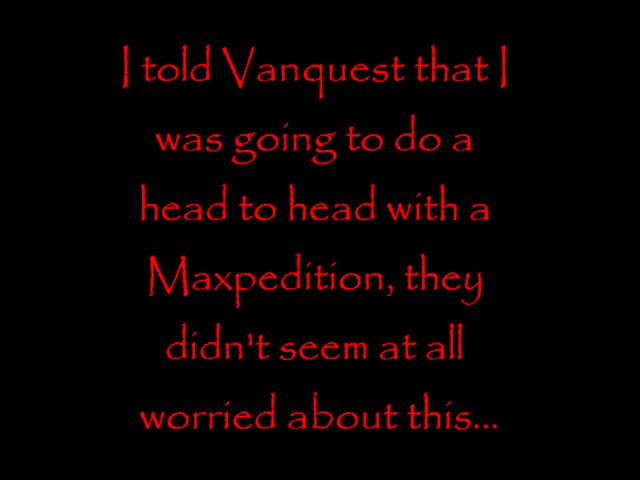 I told Vanquest that I
was going to do a
head to head with a
Maxpedition, they
didn't seem at all
worried about this...